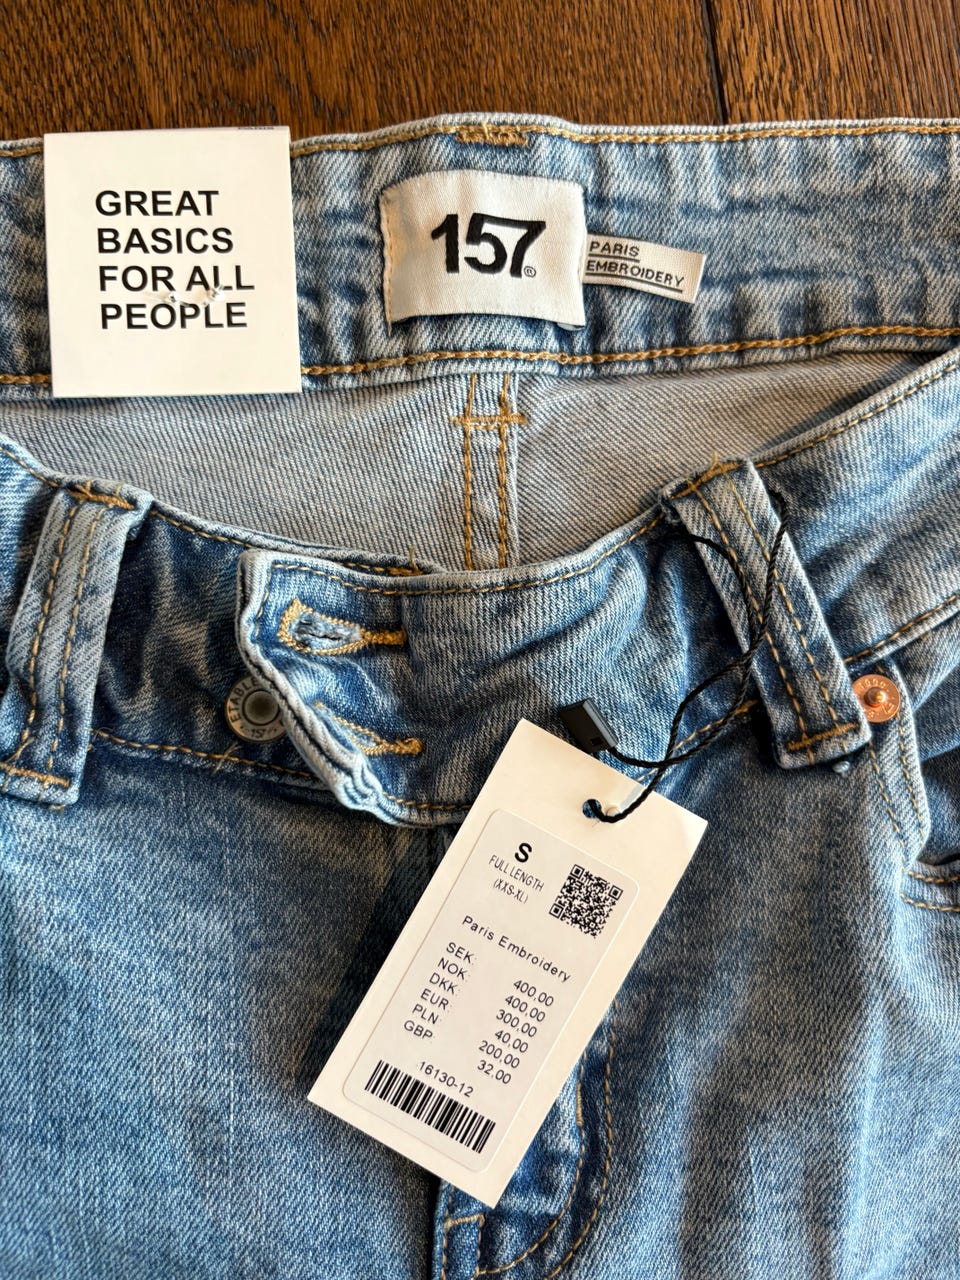 GREAT
BASICS
FOR ALL
PEOPLE
157®
PARIS
EMBROIDERY
S
FULL LENGTH
(XXS-XL)
Paris Embroidery
SEK: 400,00
NOK: 400,00
DKK: 300,00
EUR: 40,00
PLN: 200,00
GBP: 32,00
16130-12